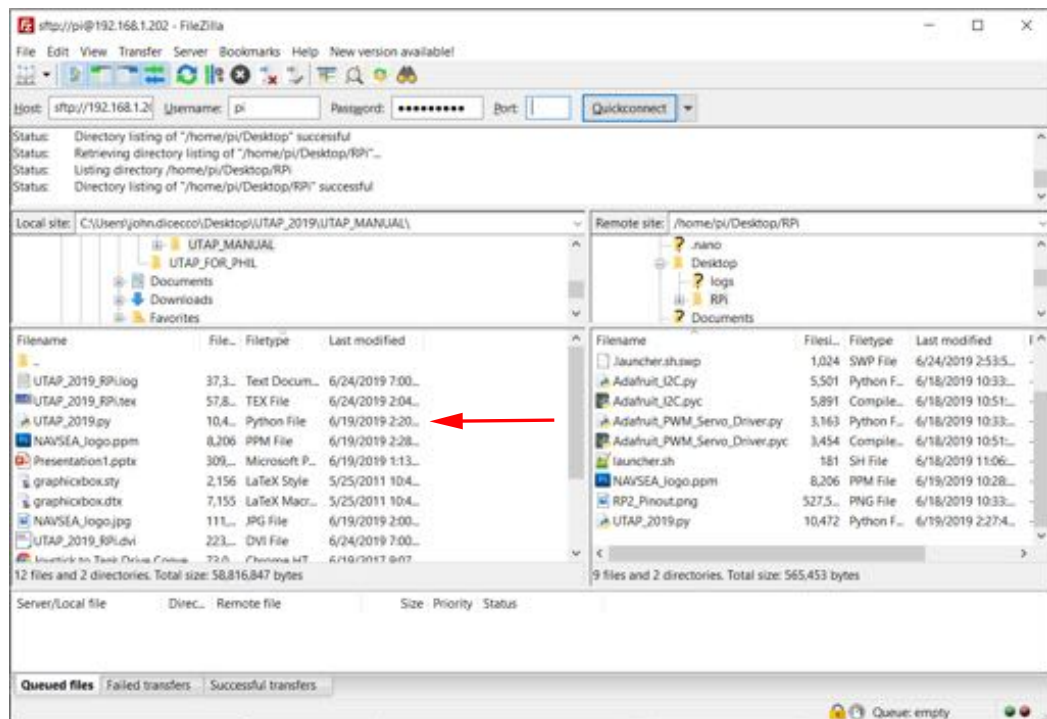 sftp://pi@192.168.1.202 - FileZilla
File Edit View Transfer Server Bookmarks Help New version available!
Host: sftp://192.168.1.20 Username: pi Password: ●●●●●●●●● Port: Quickconnect
Status: Directory listing of "/home/pi/Desktop" successful
Status: Retrieving directory listing of "/home/pi/Desktop/RPi"...
Status: Listing directory /home/pi/Desktop/RPi
Status: Directory listing of "/home/pi/Desktop/RPi" successful
Local site: C:\Users\john.dicecco\Desktop\UTAP_2019\UTAP_MANUAL\
UTAP_MANUAL
UTAP_FOR_PHIL
Documents
Downloads
Favorites
Filename File... Filetype Last modified
..
UTAP_2019_RPi.log 37,3... Text Docum... 6/24/2019 7:00...
UTAP_2019_RPi.tex 57,8... TEX File 6/24/2019 2:04...
UTAP_2019.py 10,4... Python File 6/19/2019 2:20...
NAVSEA_logo.ppm 8,206 PPM File 6/19/2019 2:28...
Presentation1.pptx 309,... Microsoft P... 6/19/2019 1:13...
graphicxbox.sty 2,156 LaTeX Style 5/25/2011 10:4...
graphicxbox.dtx 7,155 LaTeX Macr... 5/25/2011 10:4...
NAVSEA_logo.jpg 111,... JPG File 6/19/2019 2:00...
UTAP_2019_RPi.dvi 223,... DVI File 6/24/2019 7:00...
Joystick to Tank Drive Conve... 73,0... Chrome HT... 6/19/2017 9:07...
12 files and 2 directories. Total size: 58,816,847 bytes
Remote site: /home/pi/Desktop/RPi
.nano
Desktop
logs
RPi
Documents
Filename Filesi... Filetype Last modified
.launcher.sh.swp 1,024 SWP File 6/24/2019 2:53:5...
Adafruit_I2C.py 5,501 Python F... 6/18/2019 10:33:...
Adafruit_I2C.pyc 5,891 Compile... 6/18/2019 10:51:...
Adafruit_PWM_Servo_Driver.py 3,163 Python F... 6/18/2019 10:33:...
Adafruit_PWM_Servo_Driver.pyc 3,454 Compile... 6/18/2019 10:51:...
launcher.sh 181 SH File 6/18/2019 11:06:...
NAVSEA_logo.ppm 8,206 PPM File 6/19/2019 10:28:...
RP2_Pinout.png 527,5... PNG File 6/18/2019 10:33:...
UTAP_2019.py 10,472 Python F... 6/19/2019 2:27:4...
9 files and 2 directories. Total size: 565,453 bytes
Server/Local file Direc... Remote file Size Priority Status
Queued files Failed transfers Successful transfers
Queue: empty